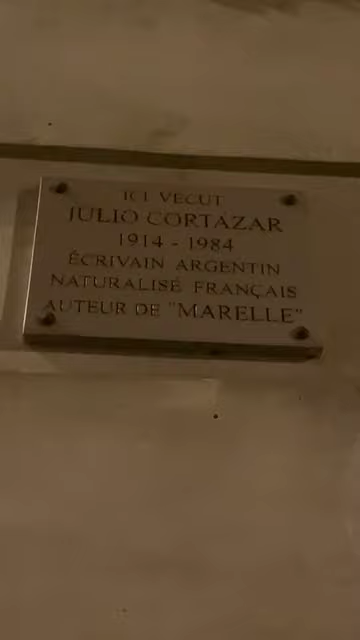 ICI VECUT
JULIO CORTAZAR
1914 - 1984
ÉCRIVAIN ARGENTIN
NATURALISÉ FRANÇAIS
AUTEUR DE "MARELLE"